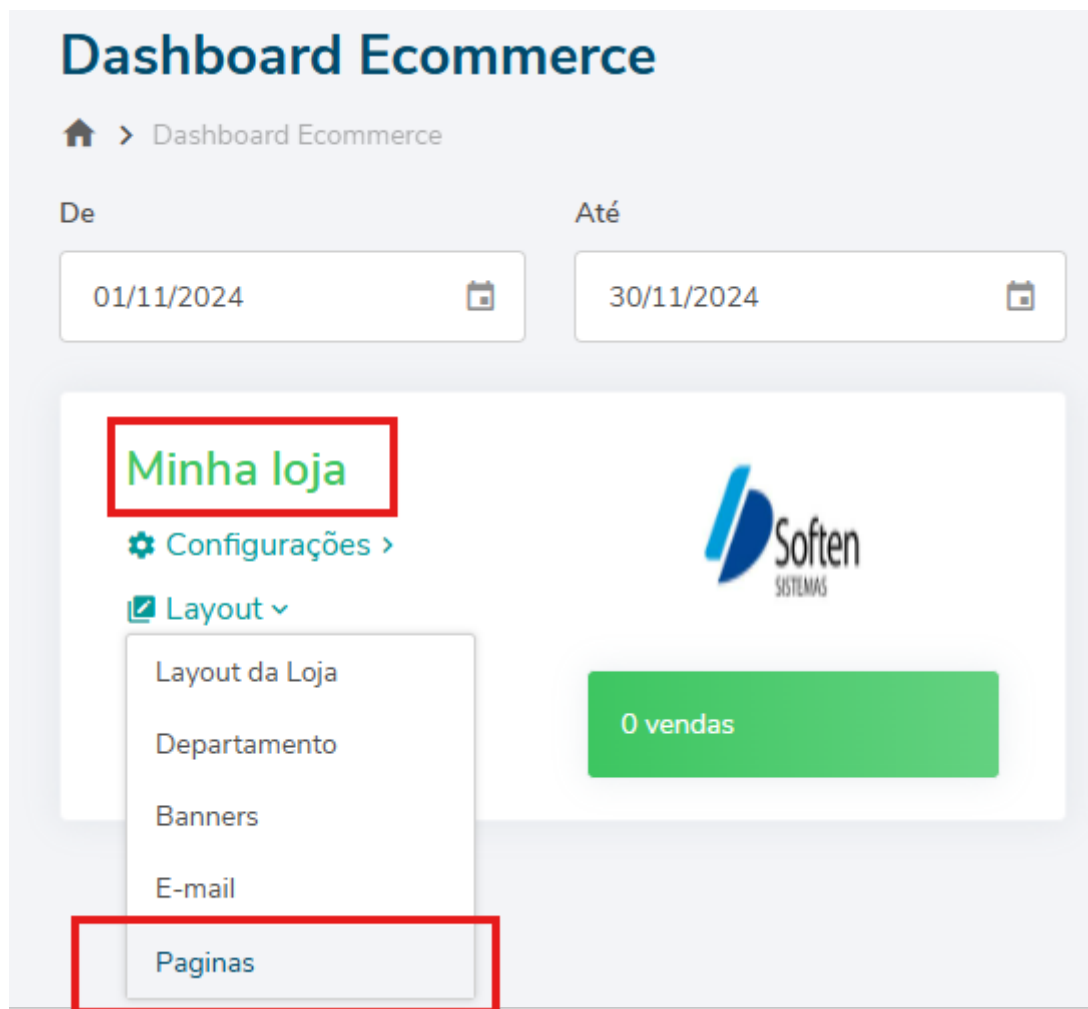 Dashboard Ecommerce
> Dashboard Ecommerce
De Até
01/11/2024 30/11/2024
Minha loja
Configurações >
Layout
Soften
SISTEMAS
Layout da Loja
Departamento
Banners
E-mail
Paginas
0 vendas